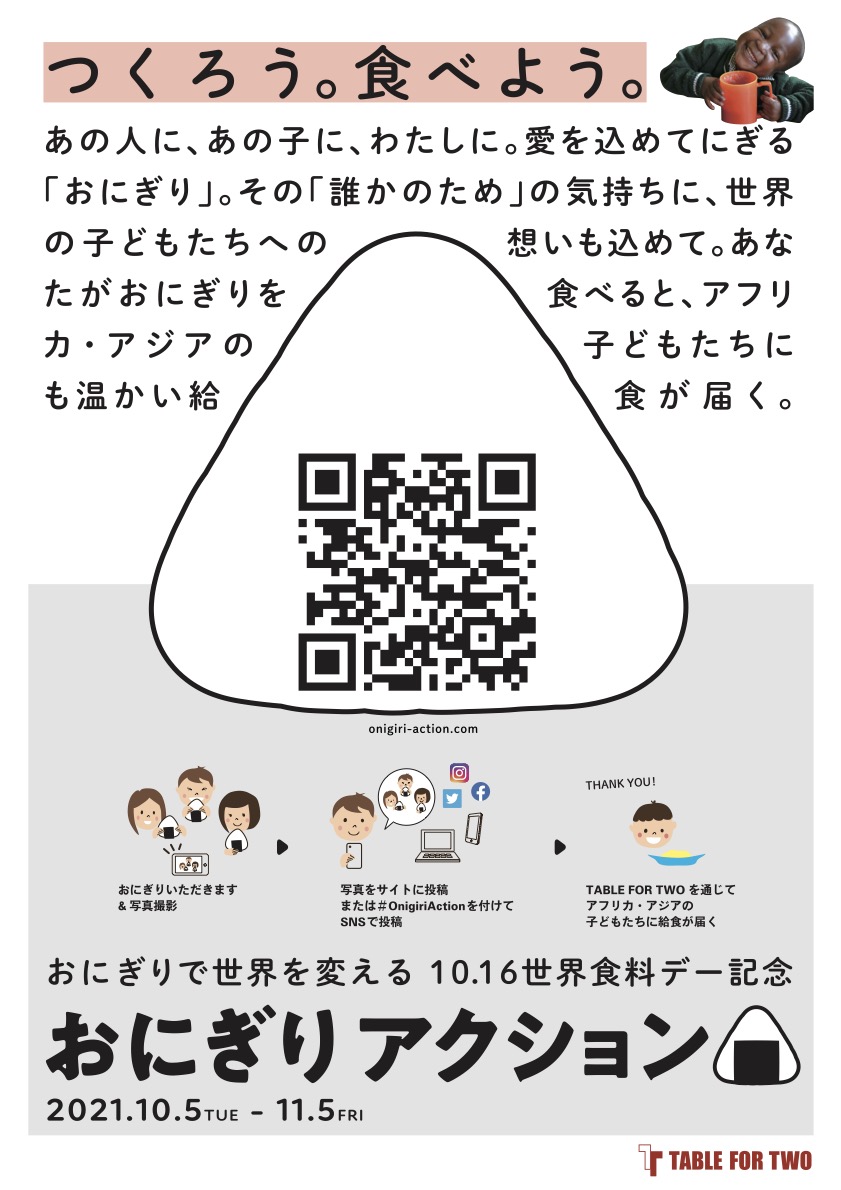 つくろう。食べよう。
あの人に、あの子に、わたしに。愛を込めてにぎる
「おにぎり」。その「誰かのため」の気持ちに、世界
の子どもたちへの 想いも込めて。あな
たがおにぎりを 食べると、アフリ
カ・アジアの 子どもたちに
も温かい給 食が届く。
onigiri-action.com
おにぎりいただきます
& 写真撮影
写真をサイトに投稿
または#OnigiriActionを付けて
SNSで投稿
THANK YOU!
TABLE FOR TWO を通じて
アフリカ・アジアの
子どもたちに給食が届く
おにぎりで世界を変える 10.16世界食料デー記念
おにぎりアクション
2021.10.5TUE - 11.5FRI
TABLE FOR TWO